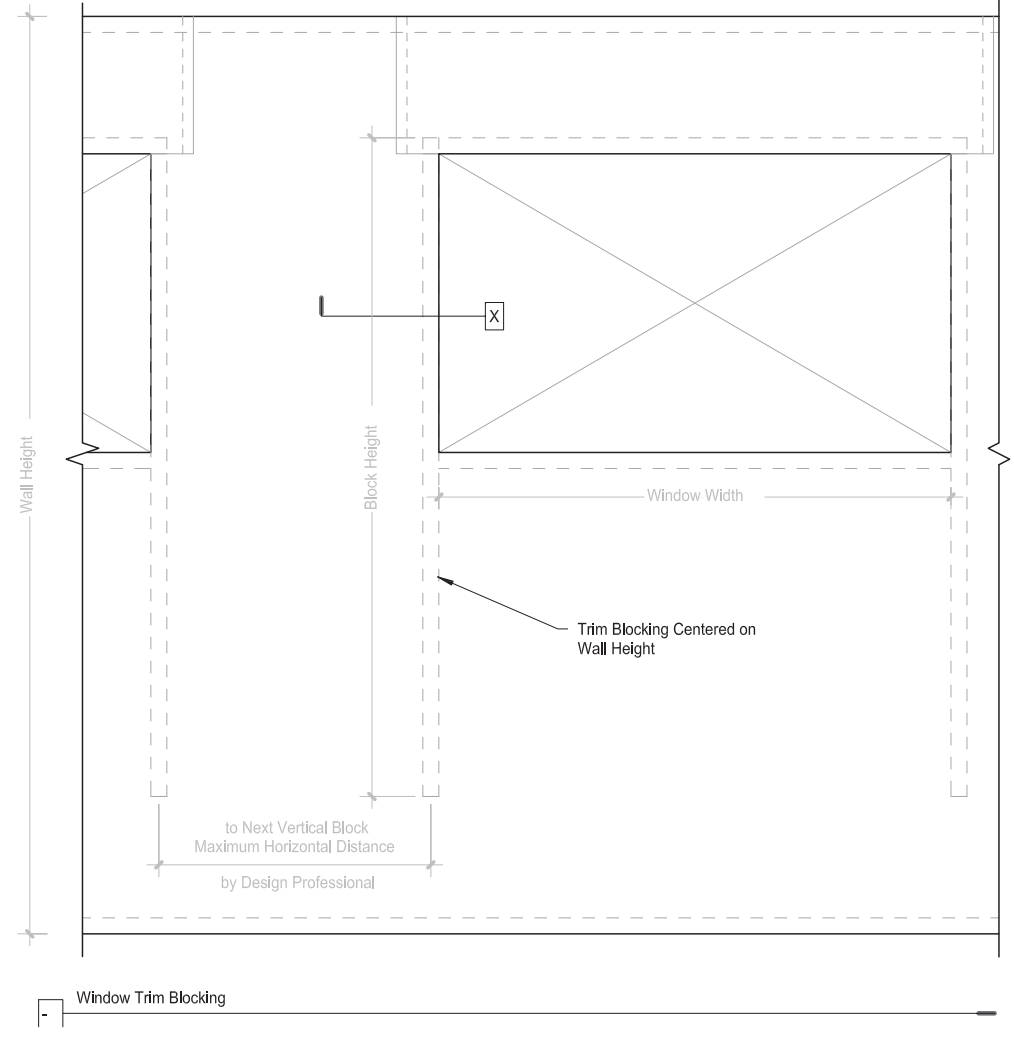 Wall Height
Block Height
X
Window Width
Trim Blocking Centered on
Wall Height
to Next Vertical Block
Maximum Horizontal Distance
by Design Professional
Window Trim Blocking
-